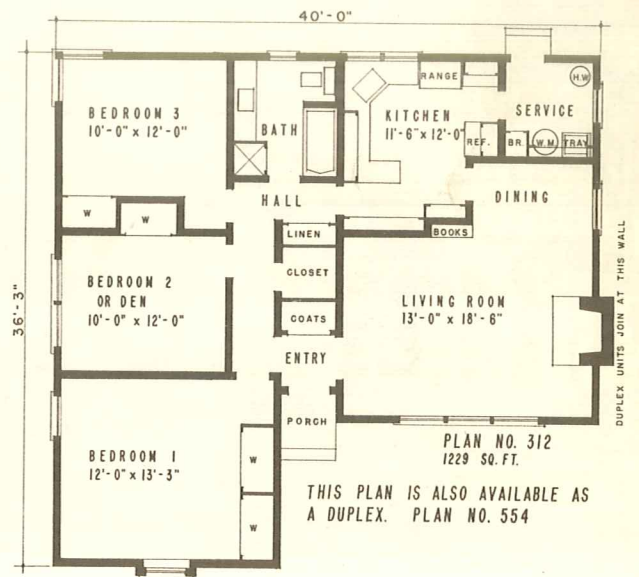 40'-0"
BEDROOM 3
10'-0" x 12'-0"
BATH
RANGE
KITCHEN
11'-6" x 12'-0"
REF.
H.W
SERVICE
BR.
W.M.
TRAY
W
W
HALL
LINEN
BOOKS
DINING
36'-3"
BEDROOM 2
OR DEN
10'-0" x 12'-0"
CLOSET
COATS
ENTRY
LIVING ROOM
13'-0" x 18'-6"
DUPLEX UNITS JOIN AT THIS WALL
BEDROOM 1
12'-0" x 13'-3"
W
W
PORCH
PLAN NO. 312
1229 SQ. FT.
THIS PLAN IS ALSO AVAILABLE AS
A DUPLEX. PLAN NO. 554